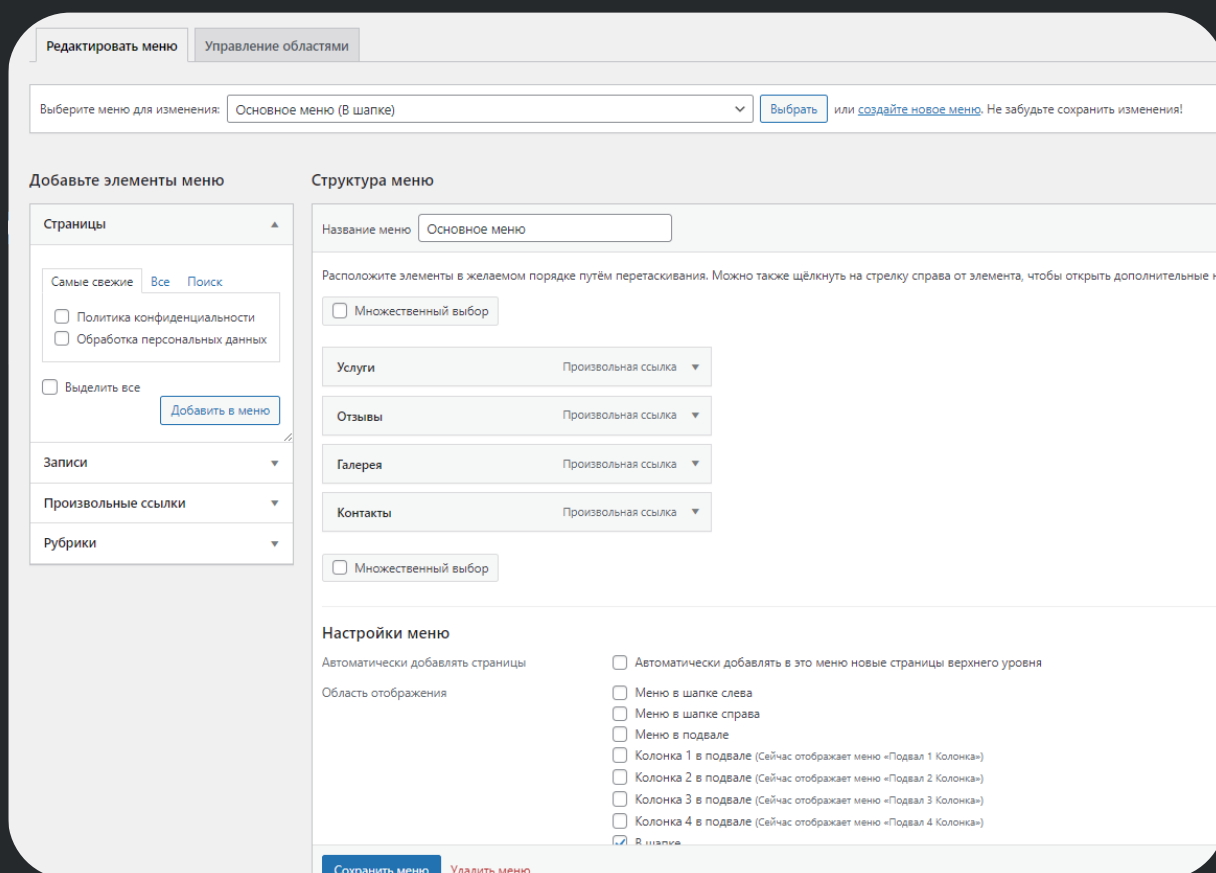 Редактировать меню
Управление областями
Выберите меню для изменения: Основное меню (В шапке) Выбрать или создайте новое меню. Не забудьте сохранить изменения!
Добавьте элементы меню
Структура меню
Страницы
Самые свежие Все Поиск
Политика конфиденциальности
Обработка персональных данных
Выделить все
Добавить в меню
Записи
Произвольные ссылки
Рубрики
Название меню Основное меню
Расположите элементы в желаемом порядке путём перетаскивания. Можно также щёлкнуть на стрелку справа от элемента, чтобы открыть дополнительные
Множественный выбор
Услуги Произвольная ссылка
Отзывы Произвольная ссылка
Галерея Произвольная ссылка
Контакты Произвольная ссылка
Множественный выбор
Настройки меню
Автоматически добавлять страницы Автоматически добавлять в это меню новые страницы верхнего уровня
Область отображения Меню в шапке слева
Меню в шапке справа
Меню в подвале
Колонка 1 в подвале (Сейчас отображает меню «Подвал 1 Колонка»)
Колонка 2 в подвале (Сейчас отображает меню «Подвал 2 Колонка»)
Колонка 3 в подвале (Сейчас отображает меню «Подвал 3 Колонка»)
Колонка 4 в подвале (Сейчас отображает меню «Подвал 4 Колонка»)
В шапке
Сохранить меню Удалить меню